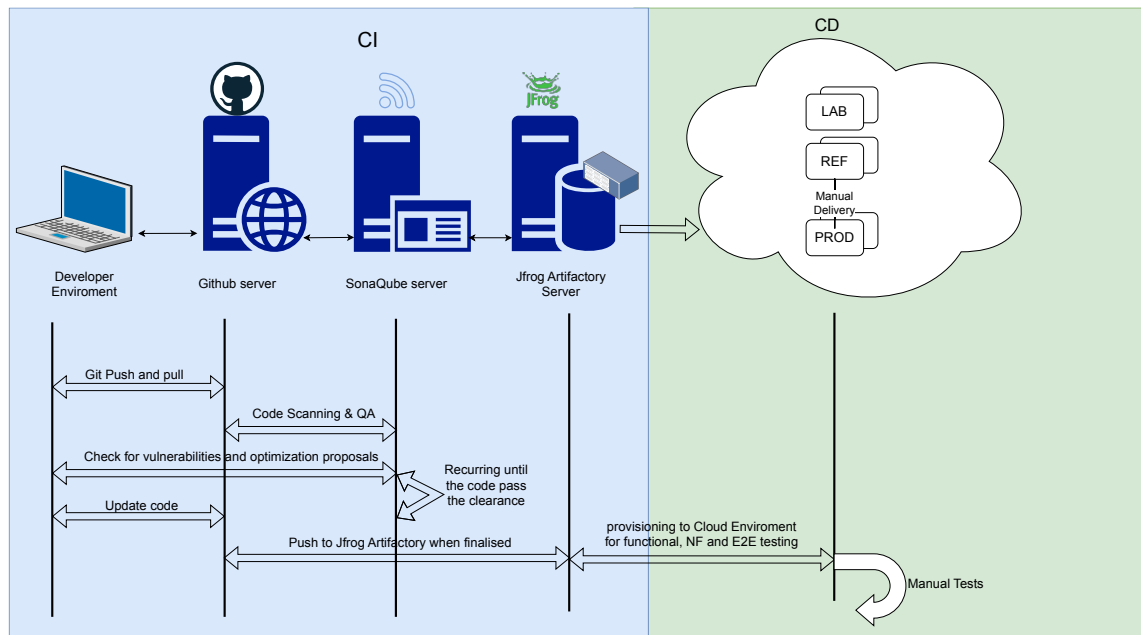 CI
CD
JFrog
LAB
REF
Manual
Delivery
PROD
Developer
Enviroment
Github server
SonaQube server
Jfrog Artifactory
Server
Git Push and pull
Code Scanning & QA
Check for vulnerabilities and optimization proposals
Recurring until
the code pass
the clearance
Update code
Push to Jfrog Artifactory when finalised
provisioning to Cloud Enviroment
for functional, NF and E2E testing
Manual Tests